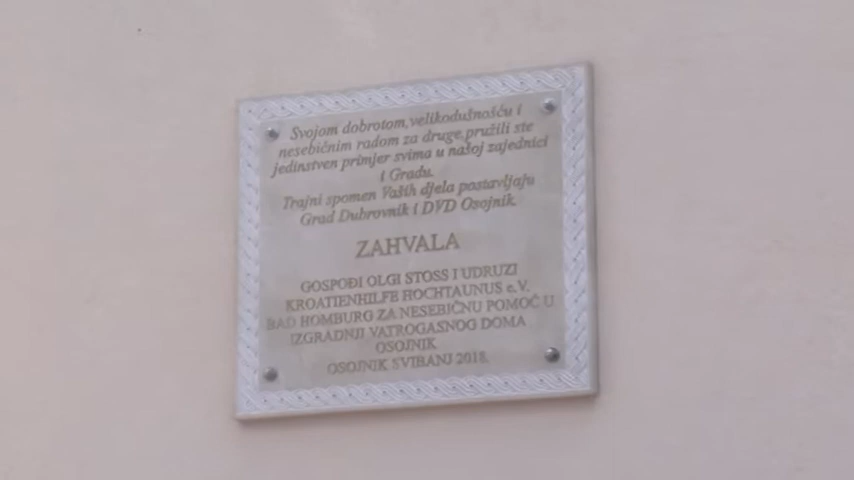 Svojom dobrotom, velikodušnošću i
nesebičnim radom za druge, pružili ste
jedinstven primjer svima u našoj zajednici
i Gradu.
Trajni spomen Vaših djela postavljaju
Grad Dubrovnik i DVD Osojnik.
ZAHVALA
GOSPOĐI OLGI STOSS I UDRUZI
KROATIENHILFE HOCHTAUNUS e.V.
BAD HOMBURG ZA NESEBIČNU POMOĆ U
IZGRADNJI VATROGASNOG DOMA
OSOJNIK
OSOJNIK SVIBANJ 2018.